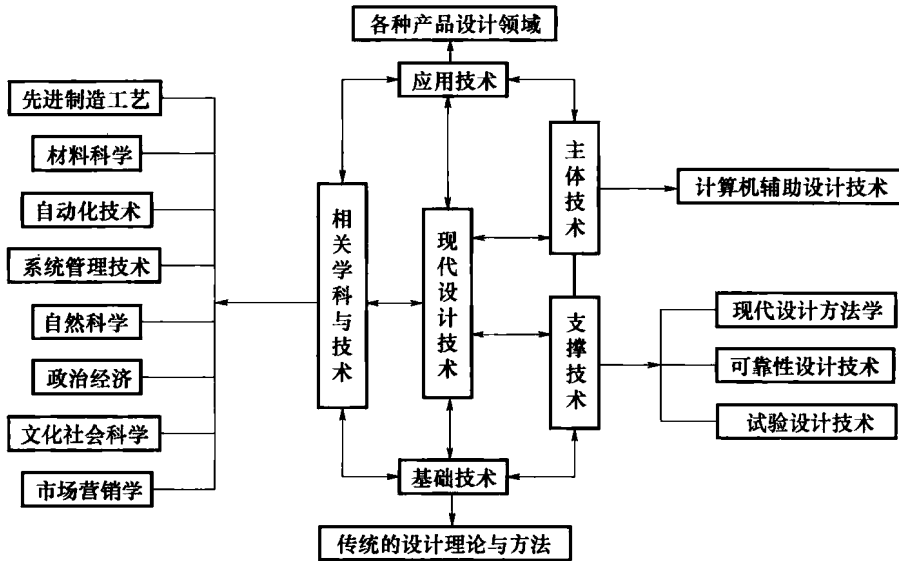 各种产品设计领域
应用技术
先进制造工艺
材料科学
自动化技术
系统管理技术
自然科学
政治经济
文化社会科学
市场营销学
相关学科与技术
现代设计技术
主体技术
支撑技术
计算机辅助设计技术
现代设计方法学
可靠性设计技术
试验设计技术
基础技术
传统的设计理论与方法